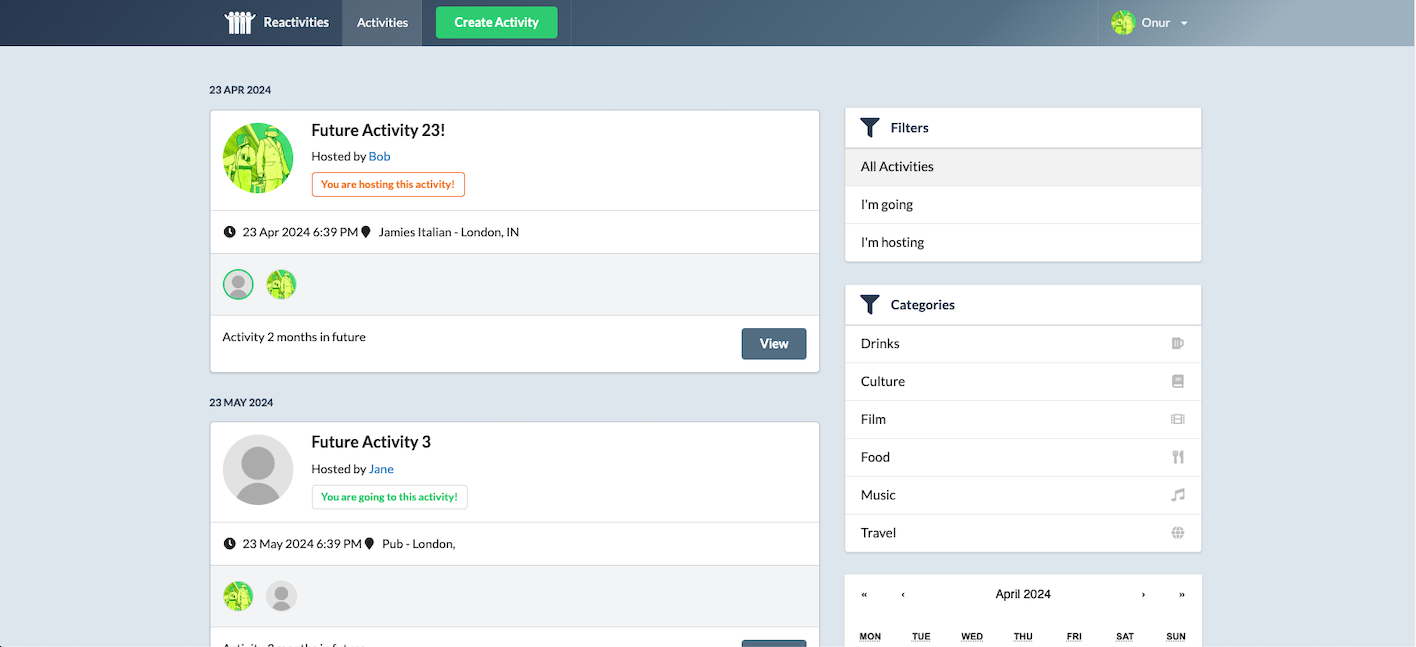 Reactivities
Activities
Create Activity
Onur
23 APR 2024
Future Activity 23!
Hosted by Bob
You are hosting this activity!
23 Apr 2024 6:39 PM Jamies Italian - London, IN
Activity 2 months in future
View
23 MAY 2024
Future Activity 3
Hosted by Jane
You are going to this activity!
23 May 2024 6:39 PM Pub - London,
Filters
All Activities
I'm going
I'm hosting
Categories
Drinks
Culture
Film
Food
Music
Travel
« ‹ April 2024 › »
MON TUE WED THU FRI SAT SUN